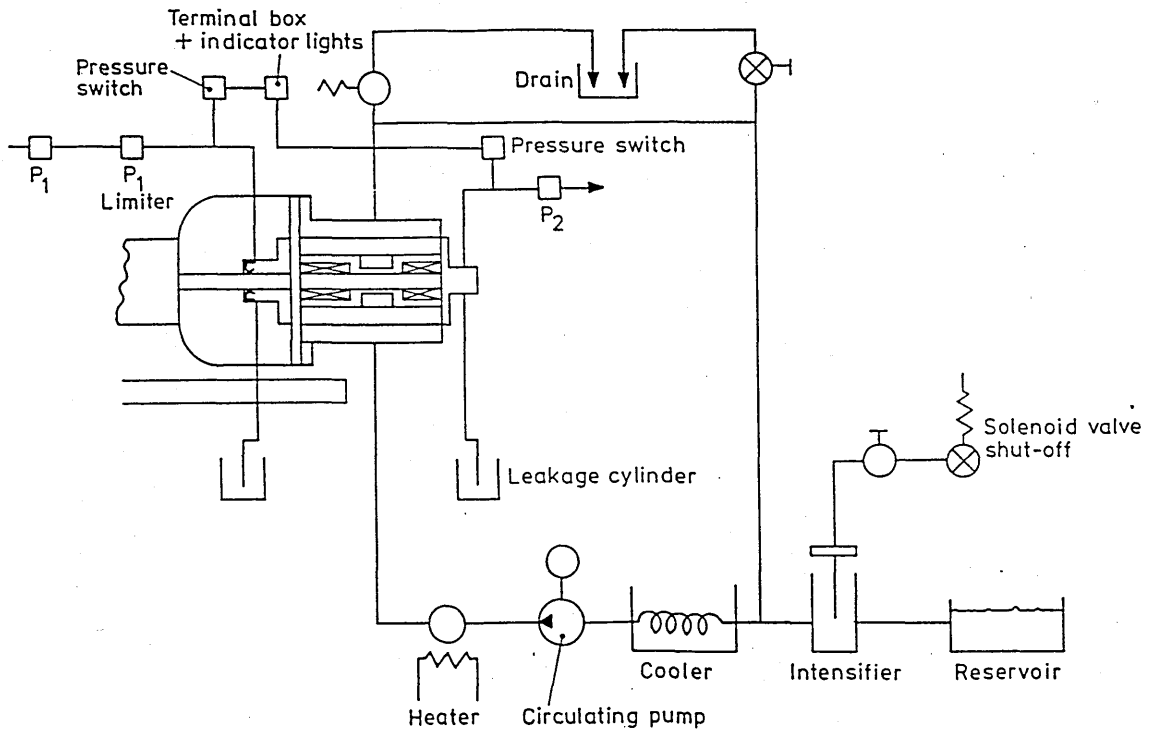 Terminal box
+ indicator lights
Pressure
switch
Drain
Pressure switch
P1
P1
Limiter
P2
Solenoid valve
shut-off
Leakage cylinder
Cooler
Intensifier
Reservoir
Heater
Circulating pump